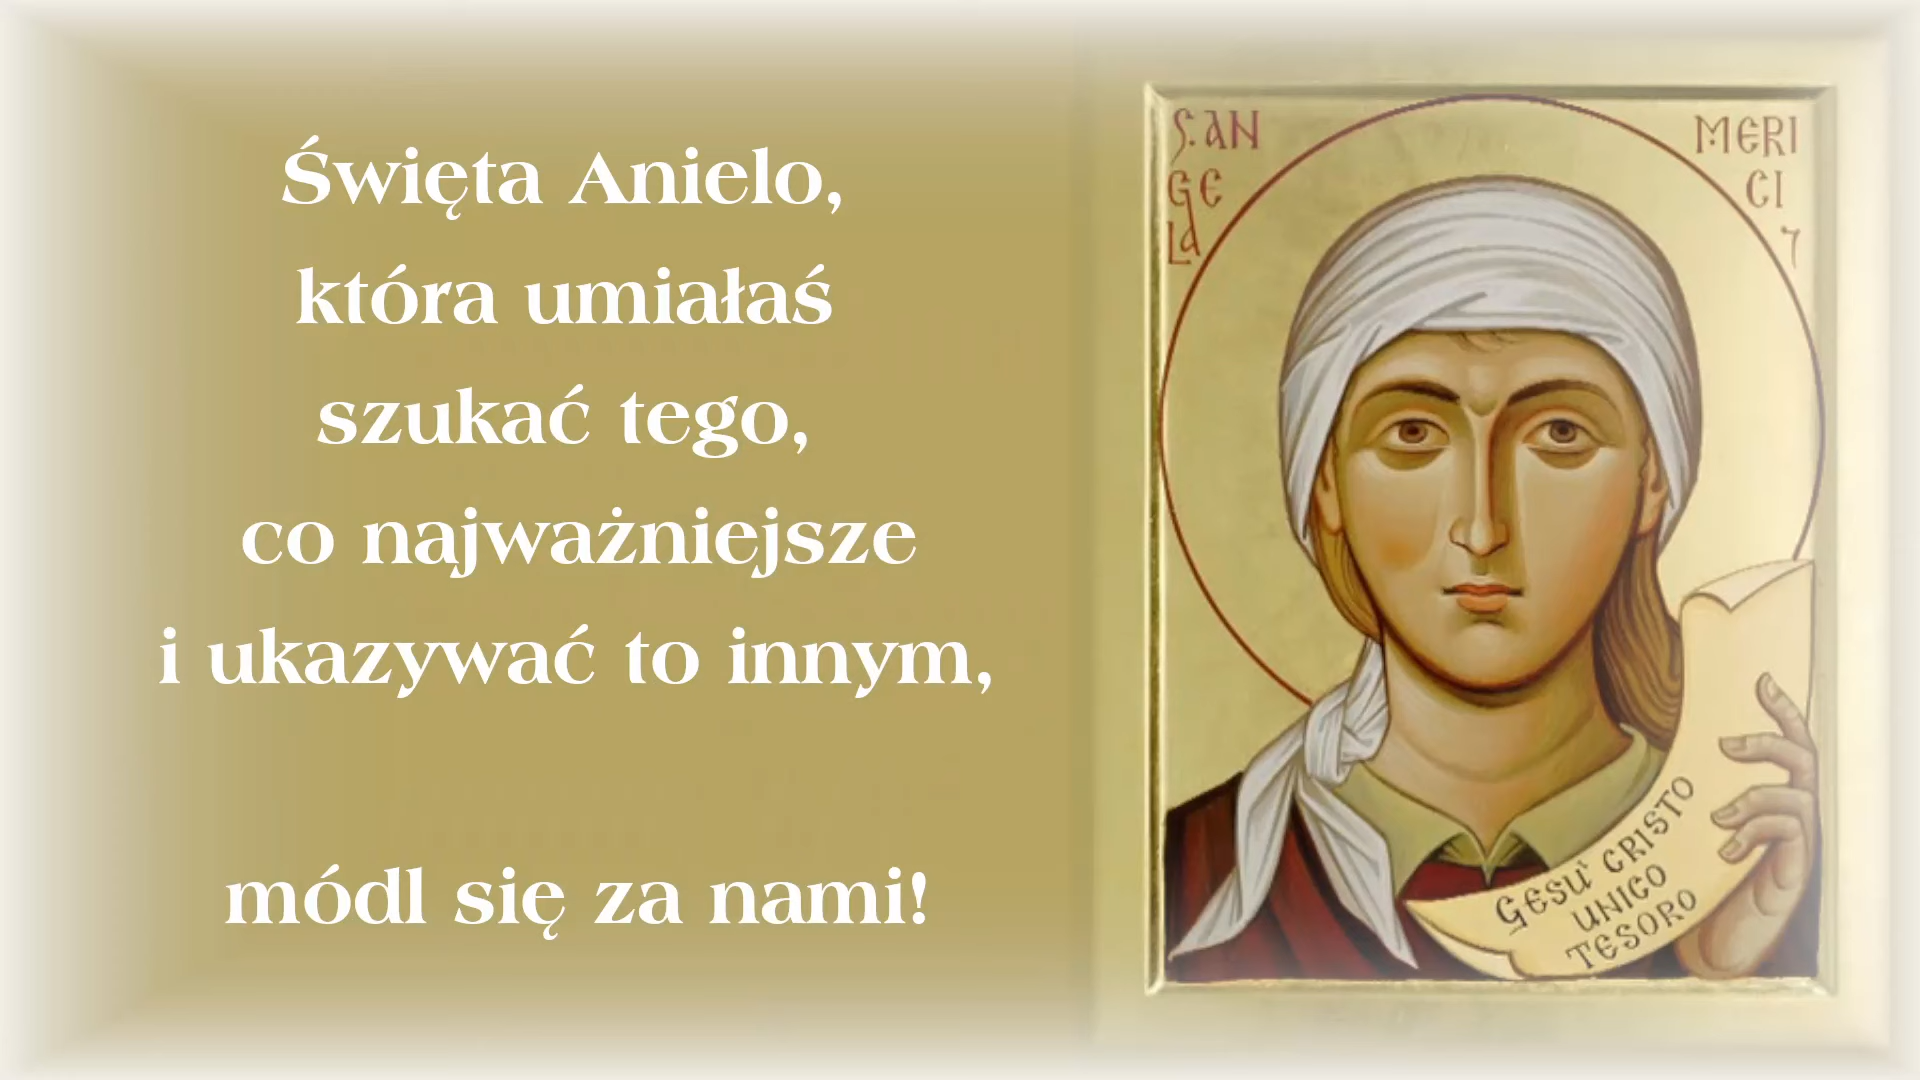 Święta Anielo,
która umiałaś
szukać tego,
co najważniejsze
i ukazywać to innym,
módl się za nami!
S. AN
GE
LA
MERI
CI
GESU' CRISTO
UNICO
TESORO